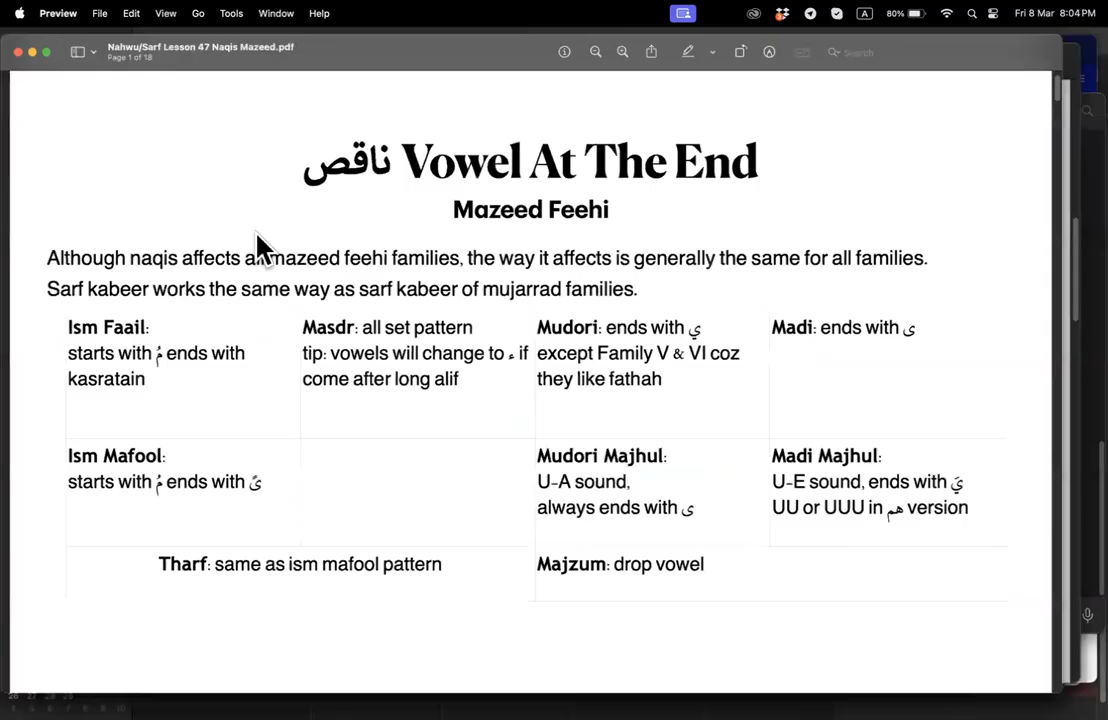 Preview File Edit View Go Tools Window Help A 80% Fri 8 Mar 8:04 PM
Nahwu/Sarf Lesson 47 Naqis Mazeed.pdf
Page 1 of 18
Search
ناقص Vowel At The End
Mazeed Feehi
Although naqis affects mazeed feehi families, the way it affects is generally the same for all families.
Sarf kabeer works the same way as sarf kabeer of mujarrad families.
Ism Faail:
starts with مُ ends with
kasratain
Masdr: all set pattern
tip: vowels will change to ء if
come after long alif
Mudori: ends with ي
except Family V & VI coz
they like fathah
Madi: ends with ى
Ism Mafool:
starts with مُ ends with ىً
Mudori Majhul:
U-A sound,
always ends with ى
Madi Majhul:
U-E sound, ends with يَ
UU or UUU in هم version
Tharf: same as ism mafool pattern
Majzum: drop vowel